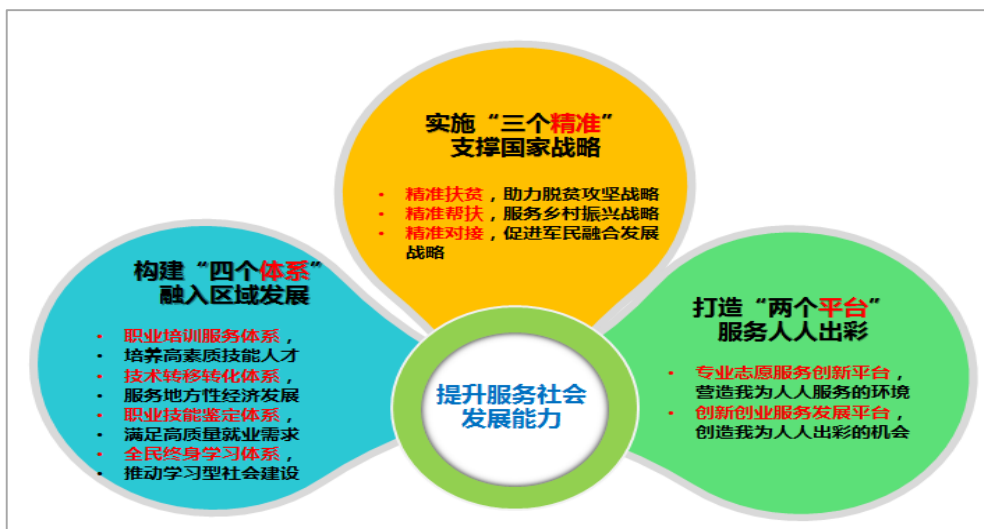 实施“三个精准”
支撑国家战略
• 精准扶贫，助力脱贫攻坚战略
• 精准帮扶，服务乡村振兴战略
• 精准对接，促进军民融合发展
战略
构建“四个体系”
融入区域发展
• 职业培训服务体系，
• 培养高素质技能人才
• 技术转移转化体系，
• 服务地方性经济发展
• 职业技能鉴定体系，
• 满足高质量就业需求
• 全民终身学习体系，
• 推动学习型社会建设
提升服务社会
发展能力
打造“两个平台”
服务人人出彩
• 专业志愿服务创新平台，
营造我为人人服务的环境
• 创新创业服务发展平台，
创造我为人人出彩的机会